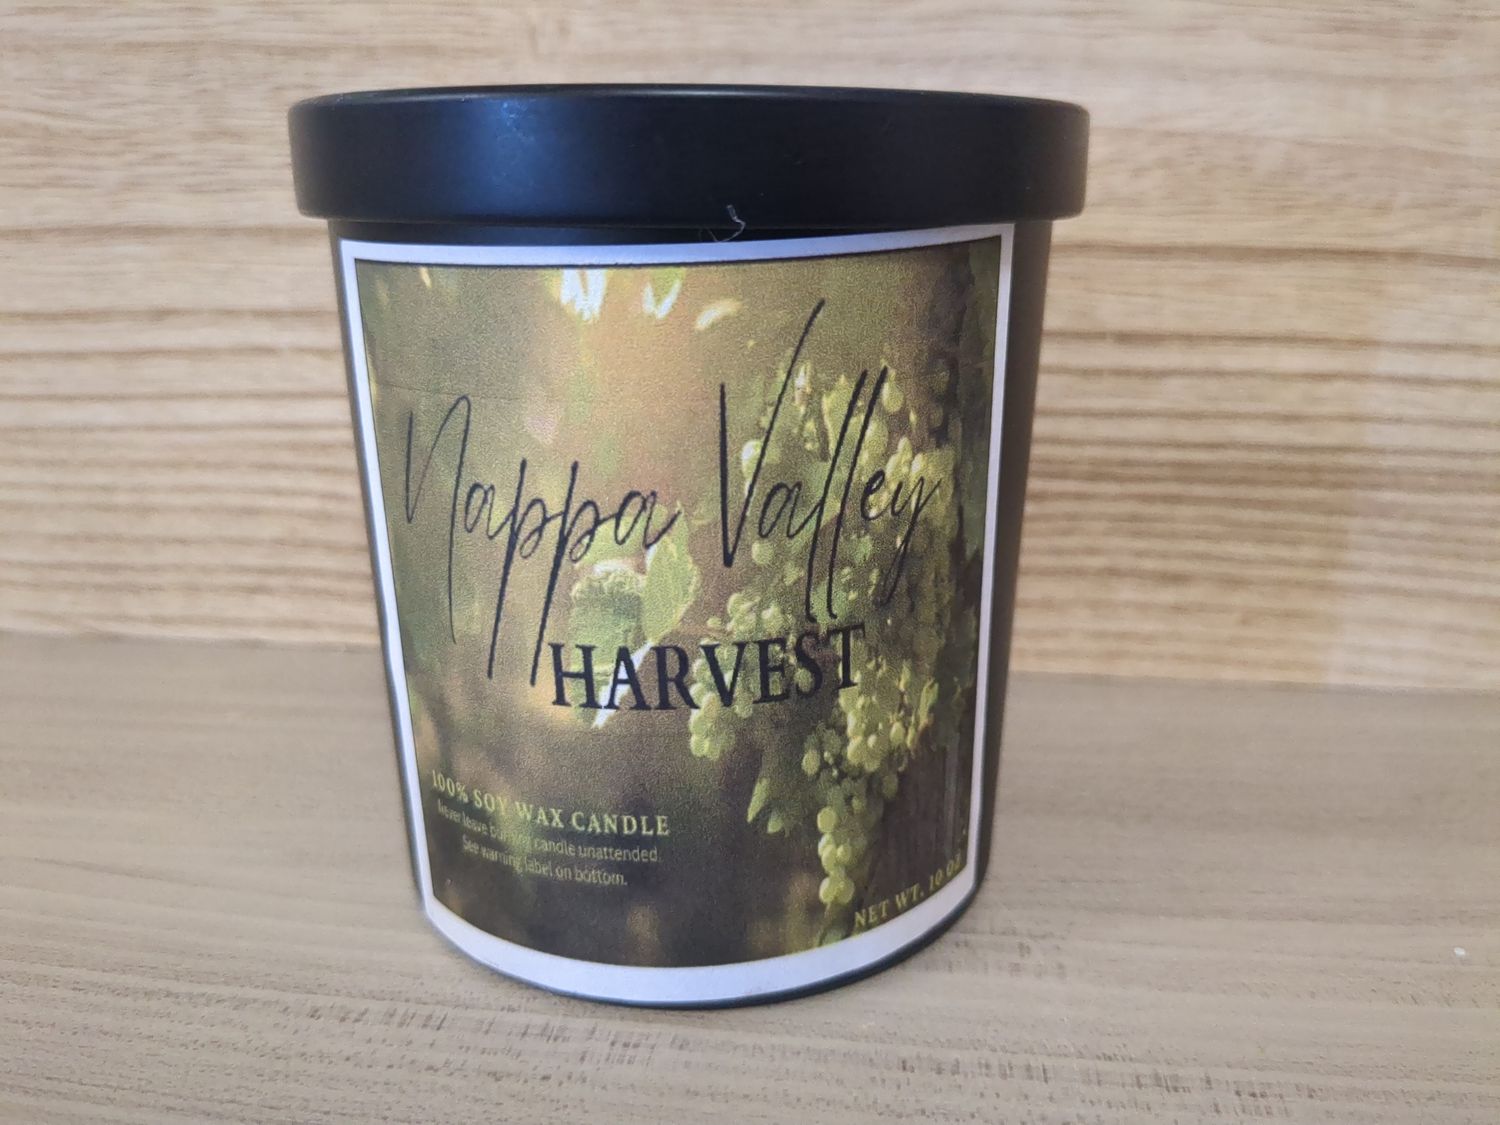 Nappa Valley
HARVEST
100% SOY WAX CANDLE
Never leave burning candle unattended.
See warning label on bottom.
NET WT. 10 OZ